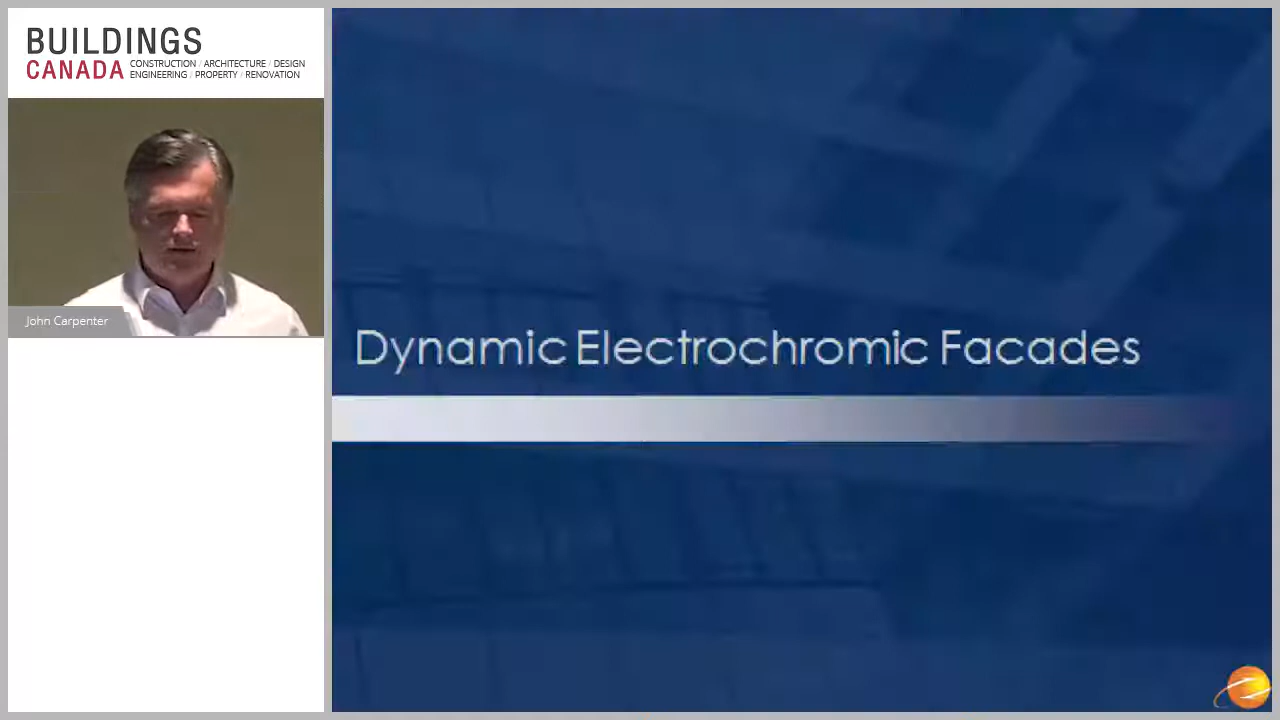 BUILDINGS
CANADA CONSTRUCTION / ARCHITECTURE / DESIGN
ENGINEERING / PROPERTY / RENOVATION
John Carpenter
Dynamic Electrochromic Facades